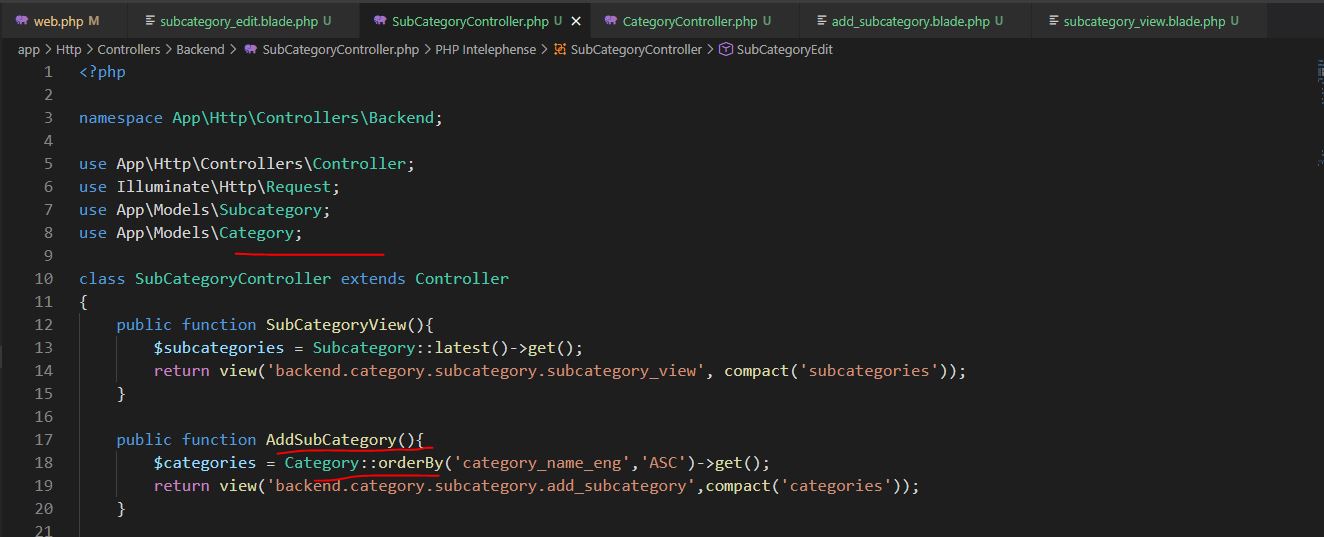 web.php M subcategory_edit.blade.php U SubCategoryController.php U × CategoryController.php U add_subcategory.blade.php U subcategory_view.blade.php U
app > Http > Controllers > Backend > SubCategoryController.php > PHP Intelephense > SubCategoryController > SubCategoryEdit
1 <?php
2
3 namespace App\Http\Controllers\Backend;
4
5 use App\Http\Controllers\Controller;
6 use Illuminate\Http\Request;
7 use App\Models\Subcategory;
8 use App\Models\Category;
9
10 class SubCategoryController extends Controller
11 {
12     public function SubCategoryView(){
13         $subcategories = Subcategory::latest()->get();
14         return view('backend.category.subcategory.subcategory_view', compact('subcategories'));
15     }
16
17     public function AddSubCategory(){
18         $categories = Category::orderBy('category_name_eng','ASC')->get();
19         return view('backend.category.subcategory.add_subcategory',compact('categories'));
20     }
21